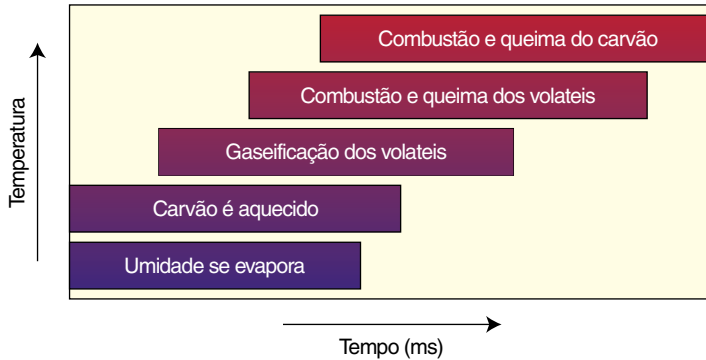 Combustão e queima do carvão
Combustão e queima dos volateis
Gaseificação dos volateis
Carvão é aquecido
Umidade se evapora
Temperatura
Tempo (ms)